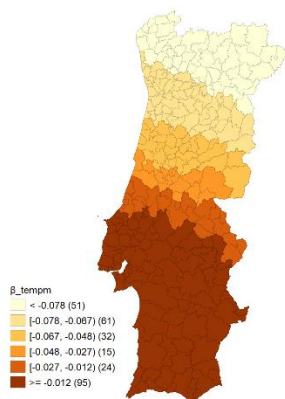 β_tempm
< -0.078 (51)
[-0.078, -0.067) (61)
[-0.067, -0.048) (32)
[-0.048, -0.027) (15)
[-0.027, -0.012) (24)
>= -0.012 (95)